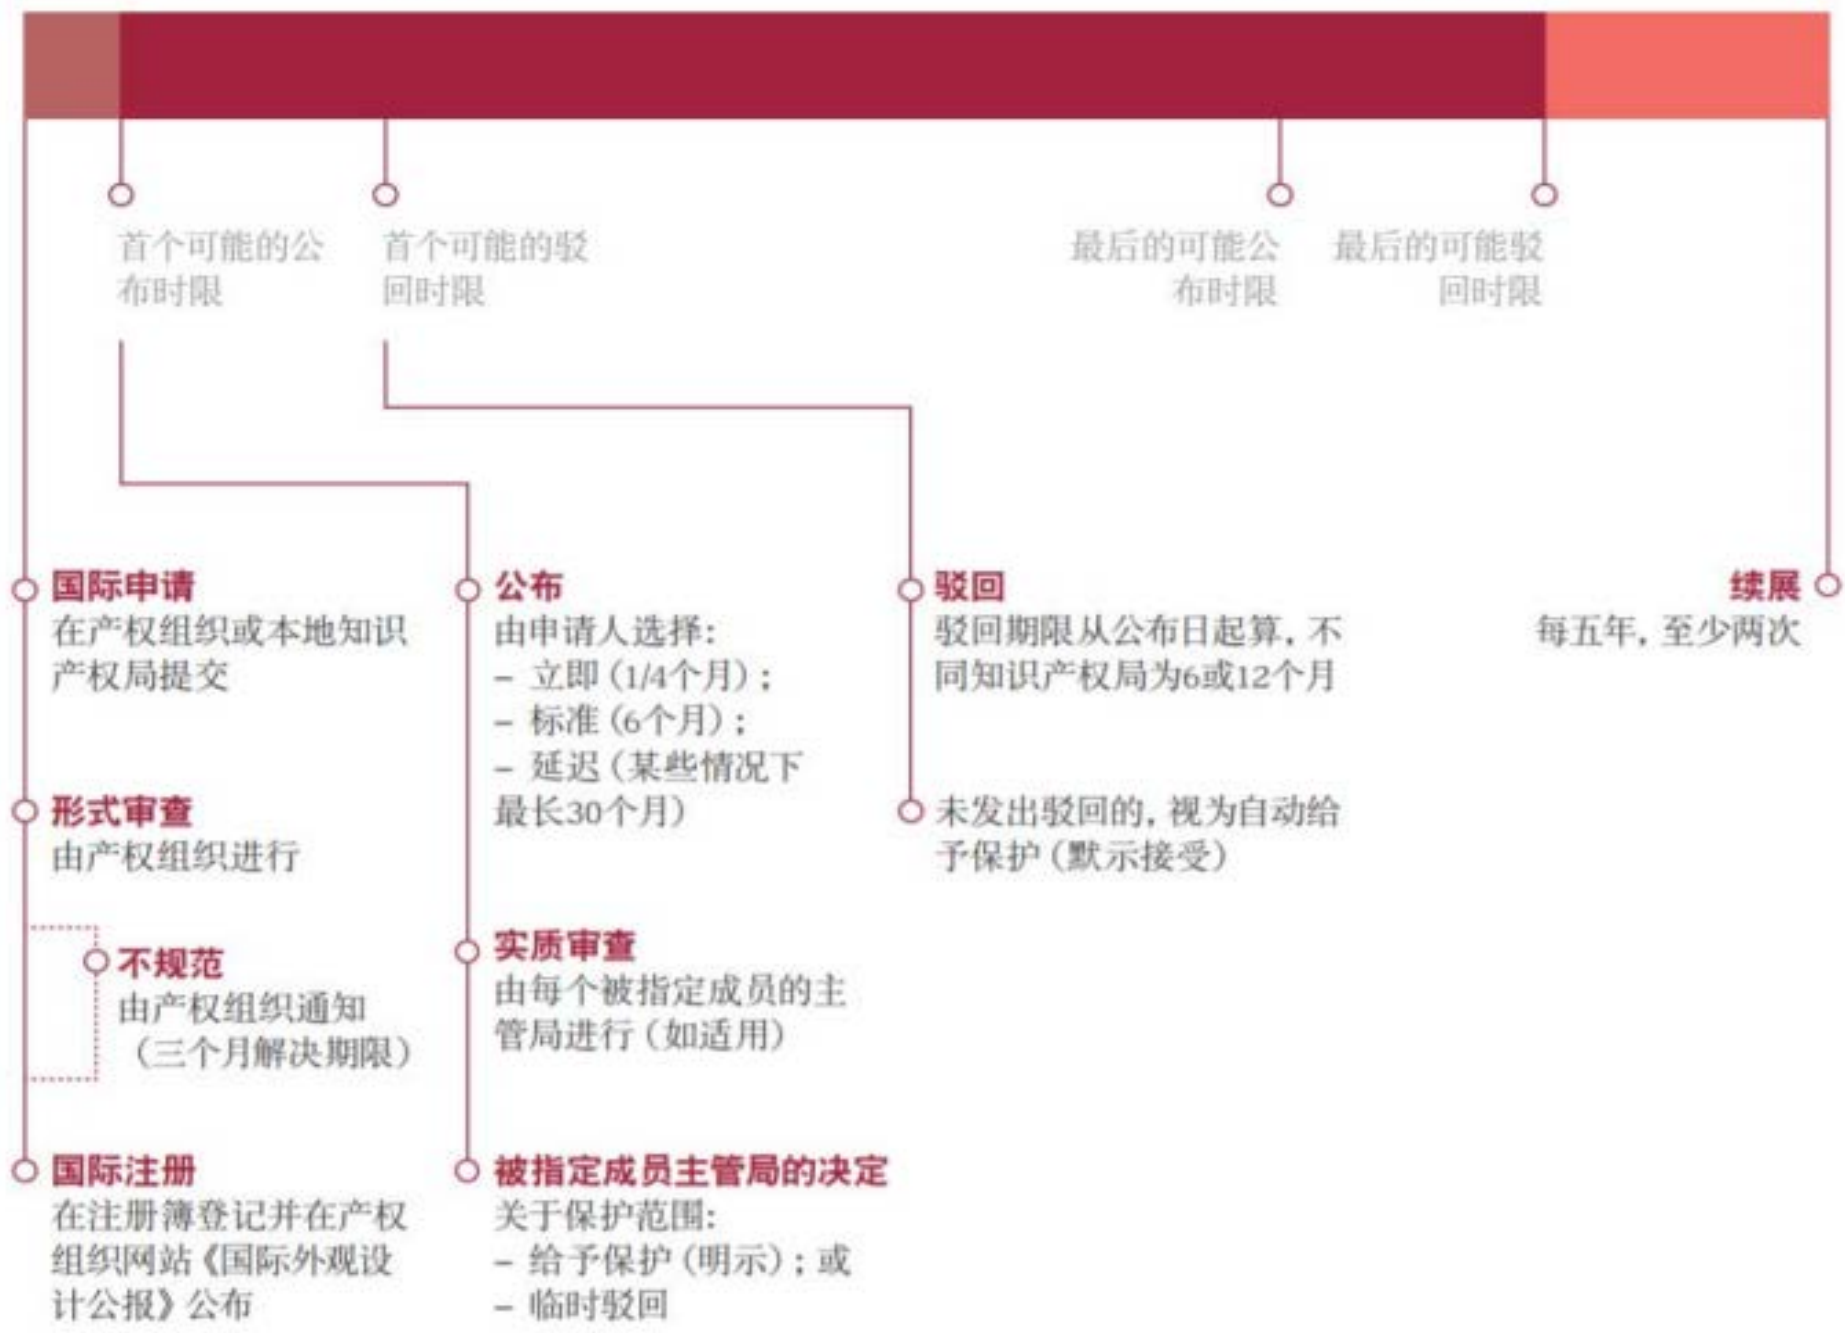 首个可能的公
布时限
首个可能的驳
回时限
最后的可能公
布时限
最后的可能驳
回时限
国际申请
在产权组织或本地知识
产权局提交
形式审查
由产权组织进行
不规范
由产权组织通知
（三个月解决期限）
国际注册
在注册簿登记并在产权
组织网站《国际外观设
计公报》公布
公布
由申请人选择：
– 立即（1/4个月）；
– 标准（6个月）；
– 延迟（某些情况下
最长30个月）
实质审查
由每个被指定成员的主
管局进行（如适用）
被指定成员主管局的决定
关于保护范围：
– 给予保护（明示）；或
– 临时驳回
驳回
驳回期限从公布日起算，不
同知识产权局为6或12个月
未发出驳回的，视为自动给
予保护（默示接受）
续展
每五年，至少两次